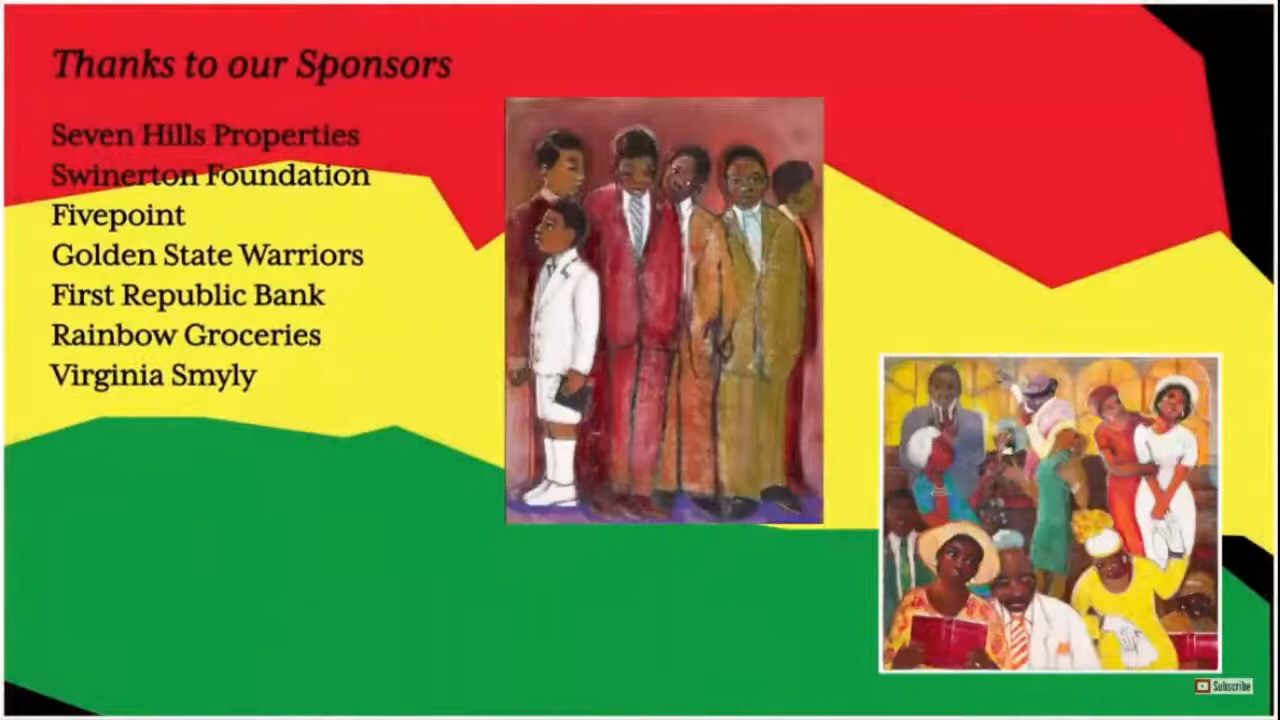 Thanks to our Sponsors
Seven Hills Properties
Swinerton Foundation
Fivepoint
Golden State Warriors
First Republic Bank
Rainbow Groceries
Virginia Smyly
Subscribe